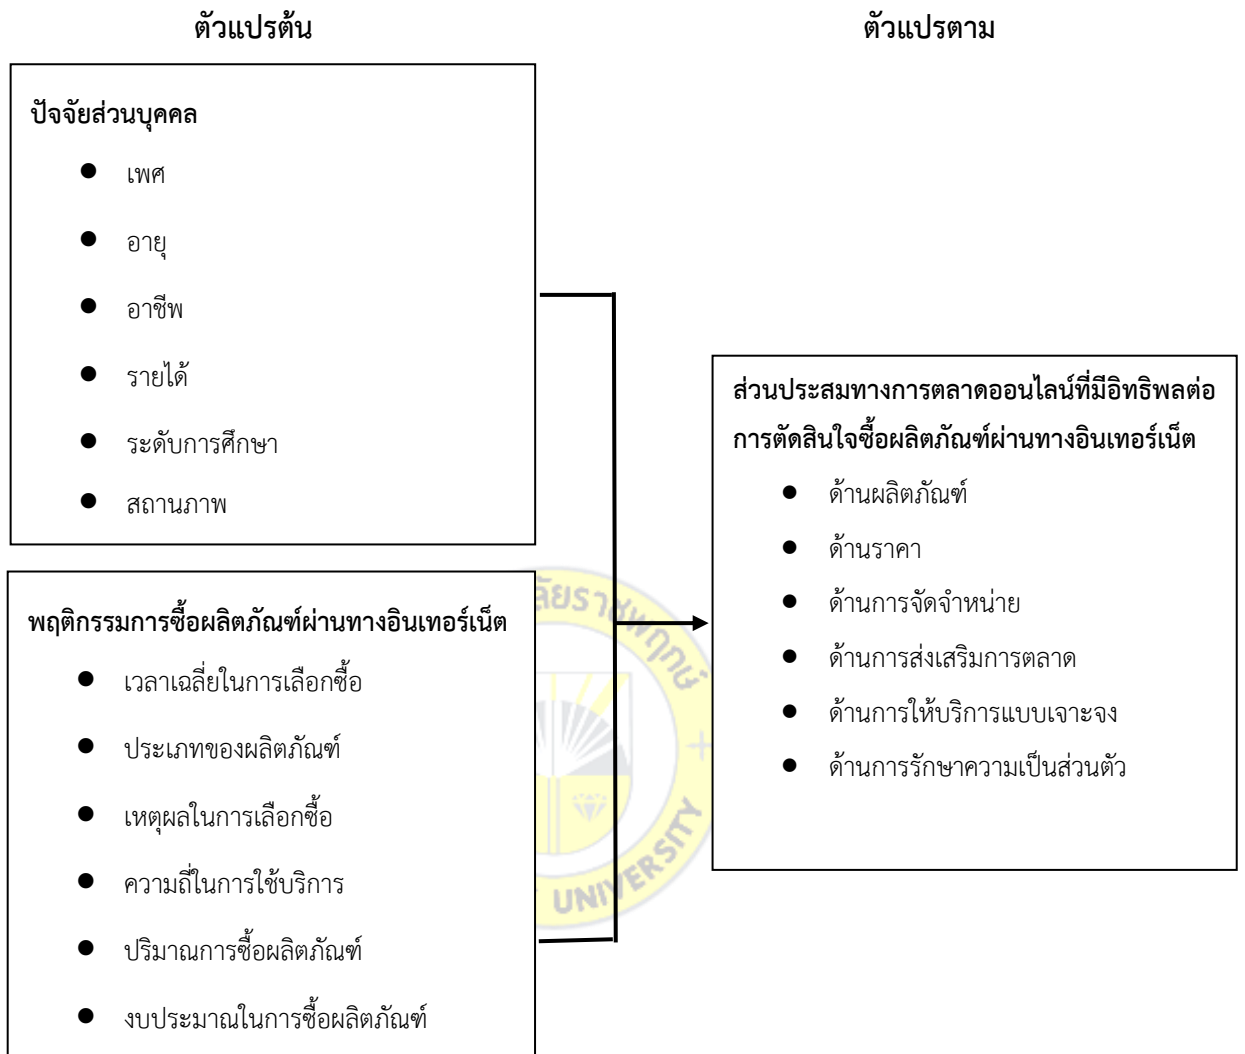 ตัวแปรต้น
ตัวแปรตาม
ปัจจัยส่วนบุคคล
● เพศ
● อายุ
● อาชีพ
● รายได้
● ระดับการศึกษา
● สถานภาพ
พฤติกรรมการซื้อผลิตภัณฑ์ผ่านทางอินเทอร์เน็ต
● เวลาเฉลี่ยในการเลือกซื้อ
● ประเภทของผลิตภัณฑ์
● เหตุผลในการเลือกซื้อ
● ความถี่ในการใช้บริการ
● ปริมาณการซื้อผลิตภัณฑ์
● งบประมาณในการซื้อผลิตภัณฑ์
ส่วนประสมทางการตลาดออนไลน์ที่มีอิทธิพลต่อ
การตัดสินใจซื้อผลิตภัณฑ์ผ่านทางอินเทอร์เน็ต
● ด้านผลิตภัณฑ์
● ด้านราคา
● ด้านการจัดจำหน่าย
● ด้านการส่งเสริมการตลาด
● ด้านการให้บริการแบบเจาะจง
● ด้านการรักษาความเป็นส่วนตัว
ลัยราชพฤกษ์
UNIVERSITY